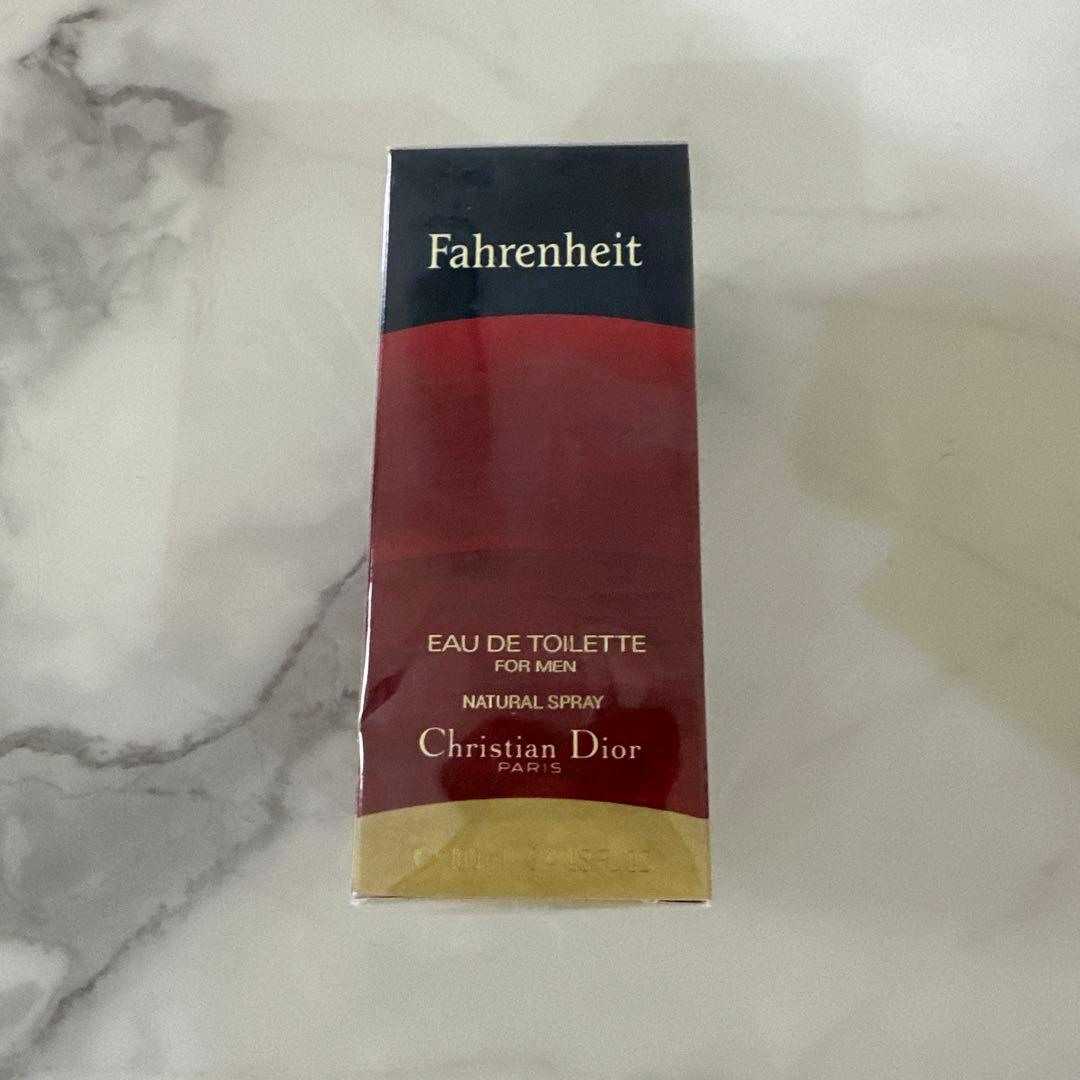 Fahrenheit
EAU DE TOILETTE
FOR MEN
NATURAL SPRAY
Christian Dior
PARIS